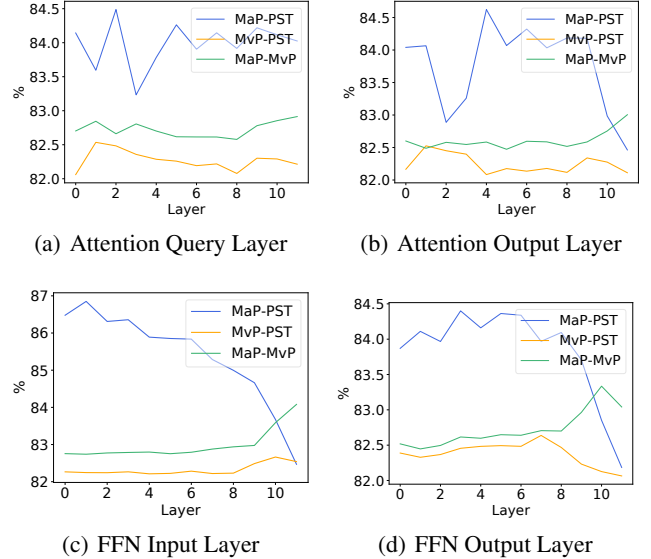 84.5
84.0
83.5
83.0
82.5
82.0
%
MaP-PST
MvP-PST
MaP-MvP
0 2 4 6 8 10
Layer
(a) Attention Query Layer
84.5
84.0
83.5
83.0
82.5
82.0
%
MaP-PST
MvP-PST
MaP-MvP
0 2 4 6 8 10
Layer
(b) Attention Output Layer
87
86
85
84
83
82
%
MaP-PST
MvP-PST
MaP-MvP
0 2 4 6 8 10
Layer
(c) FFN Input Layer
84.5
84.0
83.5
83.0
82.5
82.0
%
MaP-PST
MvP-PST
MaP-MvP
0 2 4 6 8 10
Layer
(d) FFN Output Layer